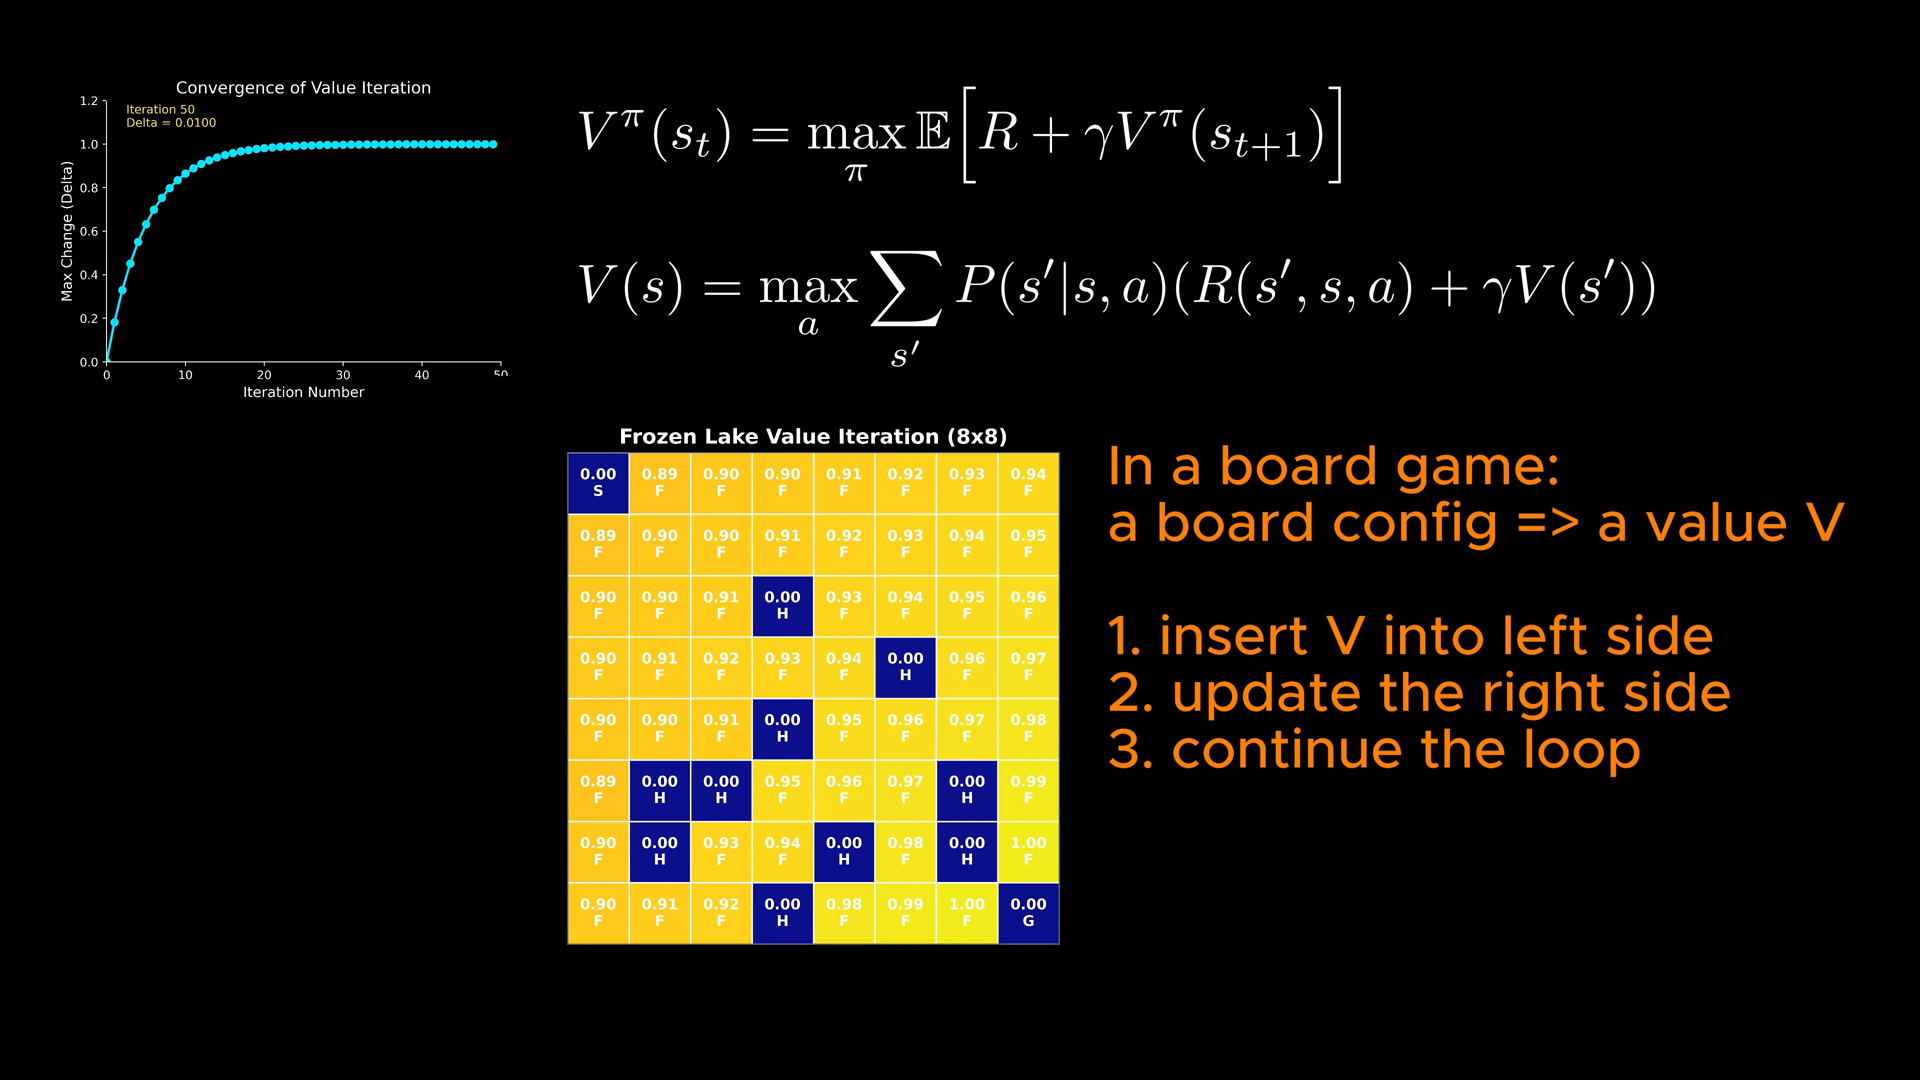 Convergence of Value Iteration
Iteration 50
Delta = 0.0100
Max Change (Delta)
1.2
1.0
0.8
0.6
0.4
0.2
0.0
0 10 20 30 40 50
Iteration Number
V^π(s_t) = max_π 𝔼[R + γV^π(s_{t+1})]
V(s) = max_a ∑_{s′} P(s′|s, a)(R(s′, s, a) + γV(s′))
Frozen Lake Value Iteration (8x8)
0.00 0.89 0.90 0.90 0.91 0.92 0.93 0.94
S F F F F F F F
0.89 0.90 0.90 0.91 0.92 0.93 0.94 0.95
F F F F F F F F
0.90 0.90 0.91 0.00 0.93 0.94 0.95 0.96
F F F H F F F F
0.90 0.91 0.92 0.93 0.94 0.00 0.96 0.97
F F F F F H F F
0.90 0.90 0.91 0.00 0.95 0.96 0.97 0.98
F F F H F F F F
0.89 0.00 0.00 0.95 0.96 0.97 0.00 0.99
F H H F F F H F
0.90 0.00 0.93 0.94 0.00 0.98 0.00 1.00
F H F F H F H F
0.90 0.91 0.92 0.00 0.98 0.99 1.00 0.00
F F F H F F F G
In a board game:
a board config => a value V
1. insert V into left side
2. update the right side
3. continue the loop